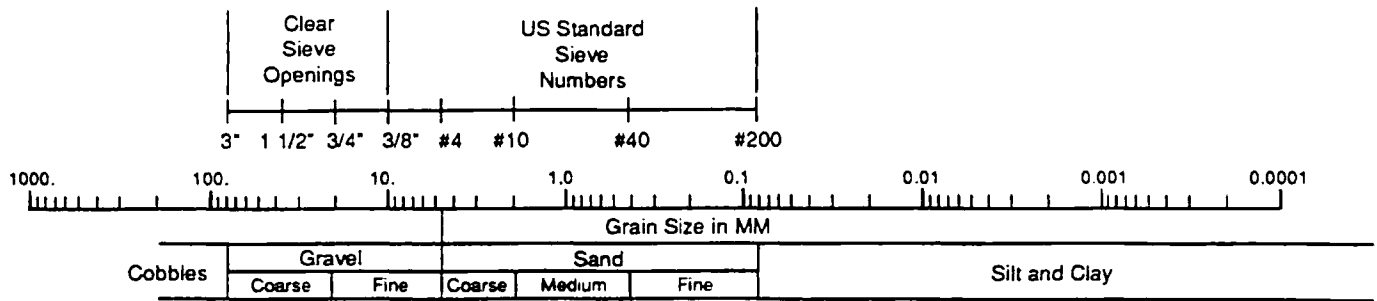 Clear
Sieve
Openings
US Standard
Sieve
Numbers
3" 1 1/2" 3/4" 3/8" #4 #10 #40 #200
1000. 100. 10. 1.0 0.1 0.01 0.001 0.0001
Grain Size in MM
Cobbles Gravel Sand Silt and Clay
Coarse Fine Coarse Medium Fine